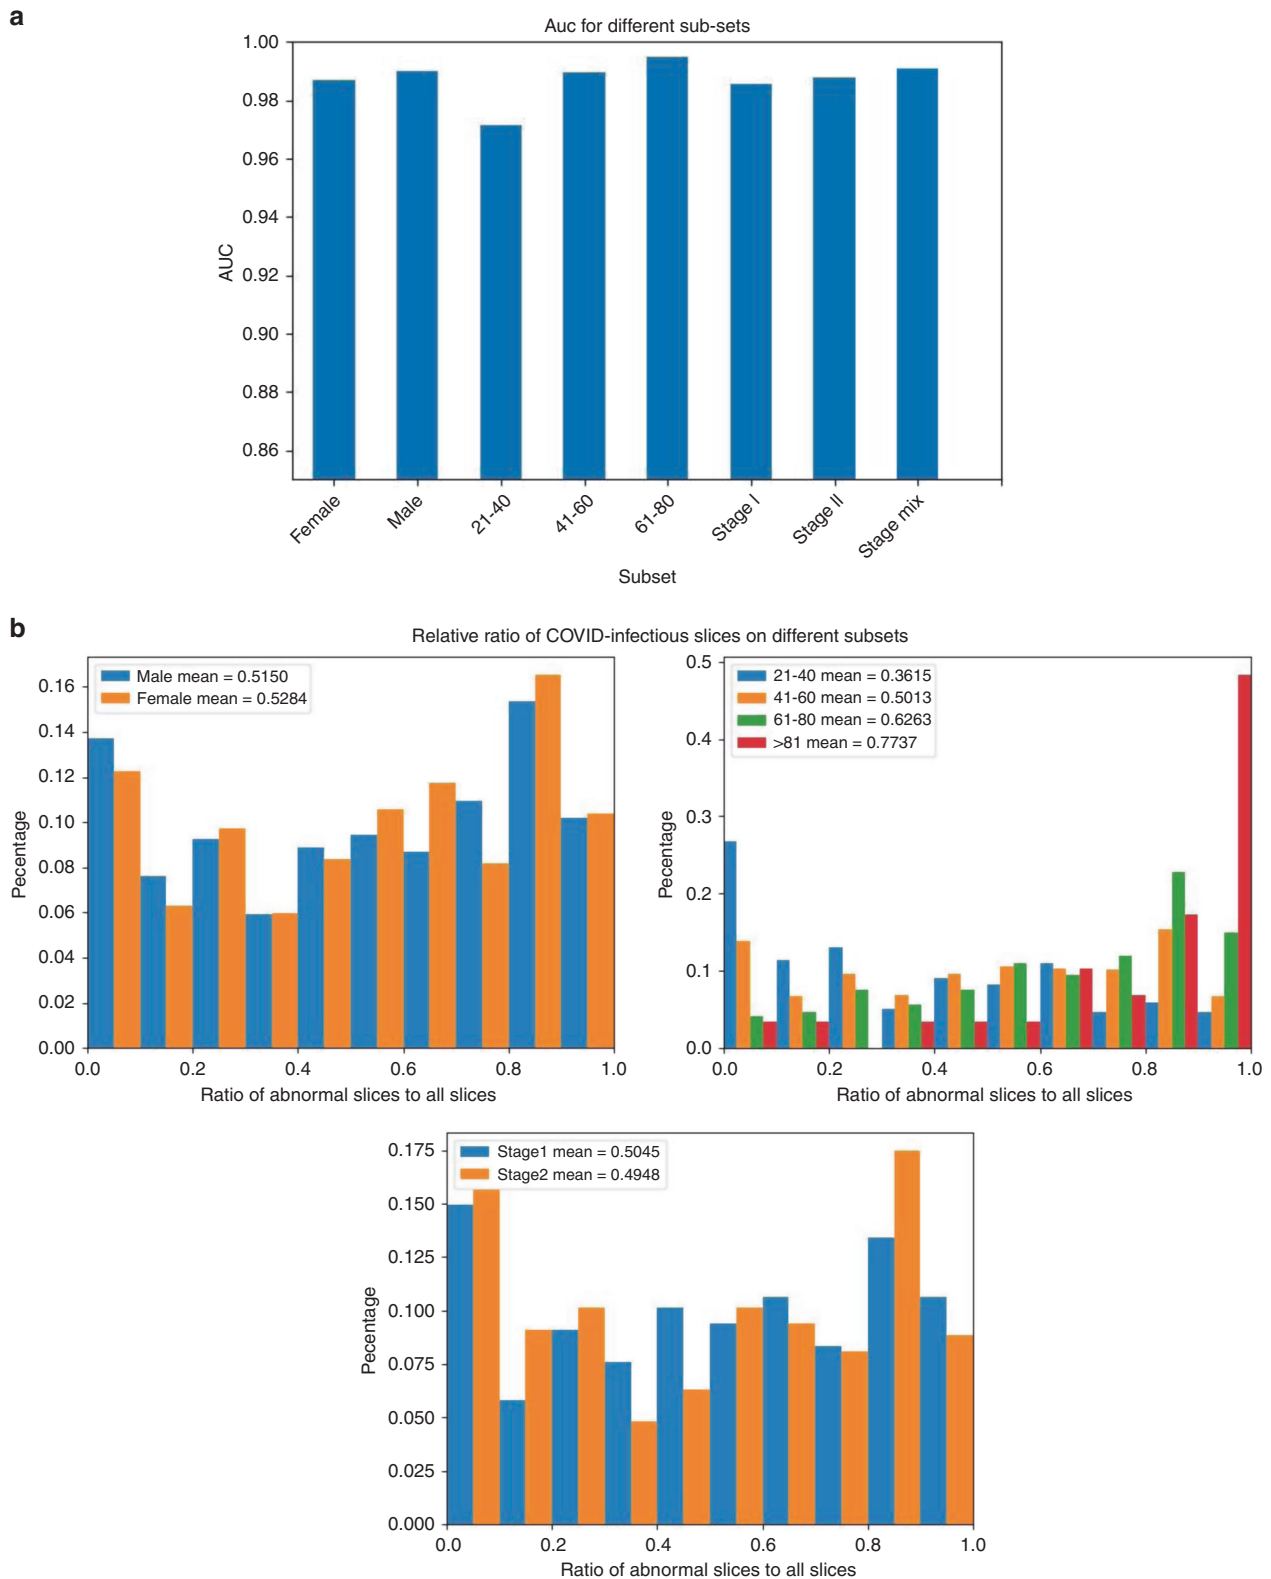 a
Auc for different sub-sets
1.00
0.98
0.96
0.94
0.92
0.90
0.88
0.86
AUC
Female
Male
21-40
41-60
61-80
Stage I
Stage II
Stage mix
Subset
b
Relative ratio of COVID-infectious slices on different subsets
Male mean = 0.5150
Female mean = 0.5284
0.16
0.14
0.12
0.10
0.08
0.06
0.04
0.02
0.00
Pecentage
0.0 0.2 0.4 0.6 0.8 1.0
Ratio of abnormal slices to all slices
21-40 mean = 0.3615
41-60 mean = 0.5013
61-80 mean = 0.6263
>81 mean = 0.7737
0.5
0.4
0.3
0.2
0.1
0.0
Pecentage
0.0 0.2 0.4 0.6 0.8 1.0
Ratio of abnormal slices to all slices
Stage1 mean = 0.5045
Stage2 mean = 0.4948
0.175
0.150
0.125
0.100
0.075
0.050
0.025
0.000
Pecentage
0.0 0.2 0.4 0.6 0.8 1.0
Ratio of abnormal slices to all slices